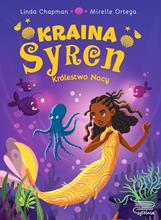 Linda Chapman • Mirelle Ortega
KRAINA
Syren
Królestwo Nocy